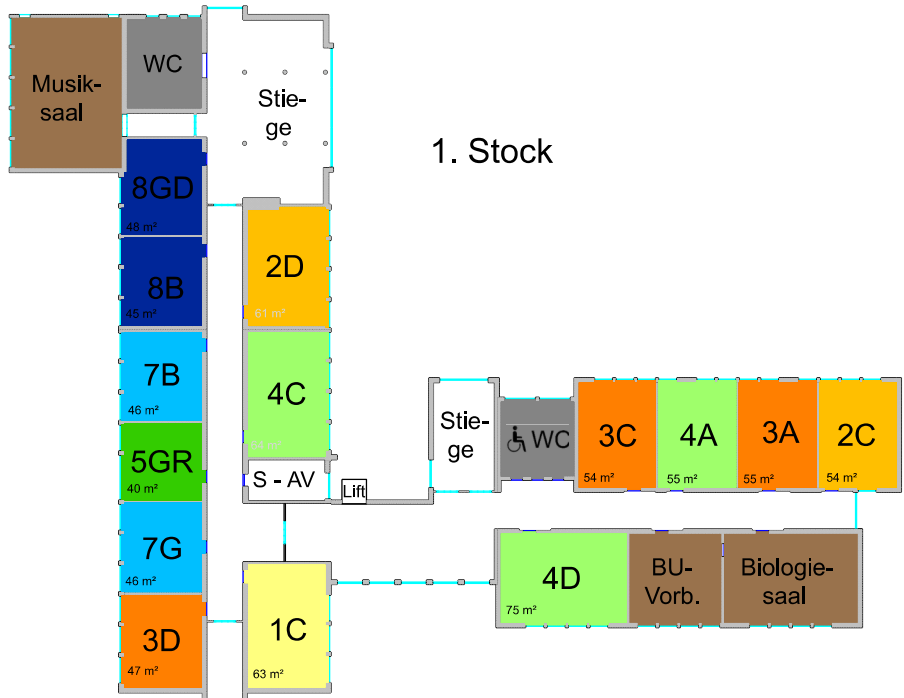 Musik-
saal
WC
Stie-
ge
1. Stock
8GD
48 m²
8B
45 m²
2D
61 m²
7B
46 m²
4C
5GR
40 m²
S - AV
Lift
7G
46 m²
3D
47 m²
1C
63 m²
Stie-
ge
WC
3C
54 m²
4A
55 m²
3A
55 m²
2C
54 m²
4D
75 m²
BU-
Vorb.
Biologie-
saal